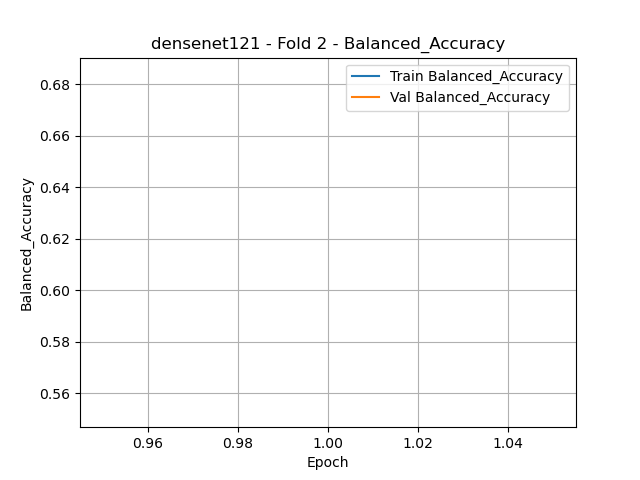 densenet121 - Fold 2 - Balanced_Accuracy
Train Balanced_Accuracy
Val Balanced_Accuracy
Balanced_Accuracy
0.68
0.66
0.64
0.62
0.60
0.58
0.56
0.96
0.98
1.00
1.02
1.04
Epoch